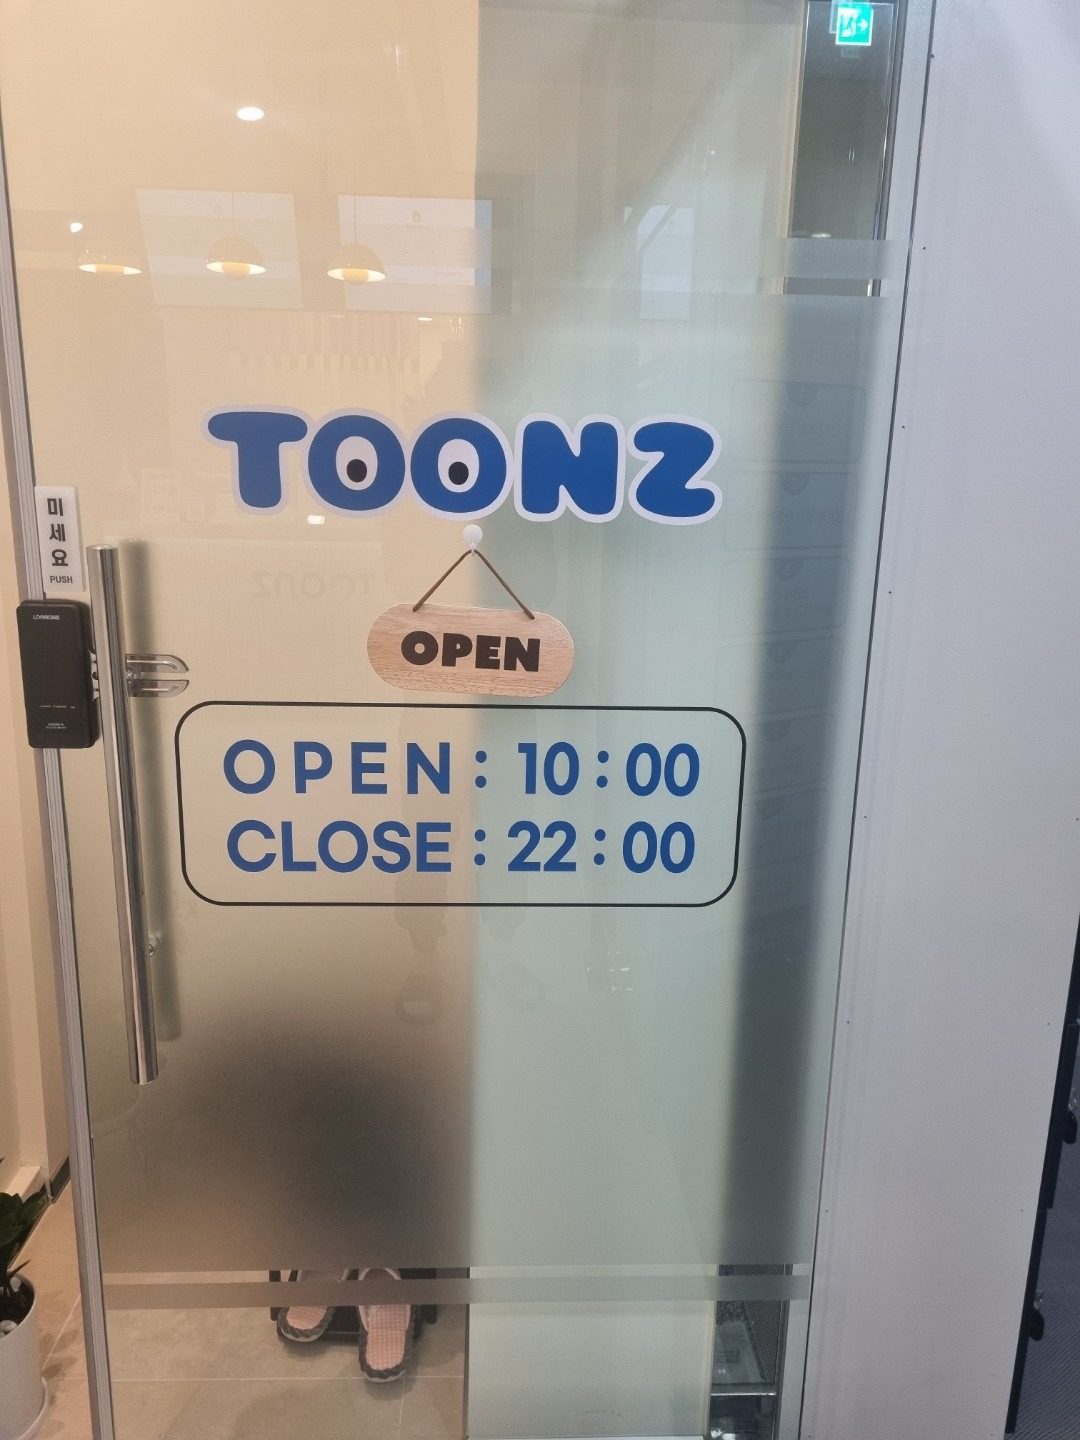 TOONZ
미세요
PUSH
OPEN
OPEN : 10 : 00
CLOSE : 22 : 00